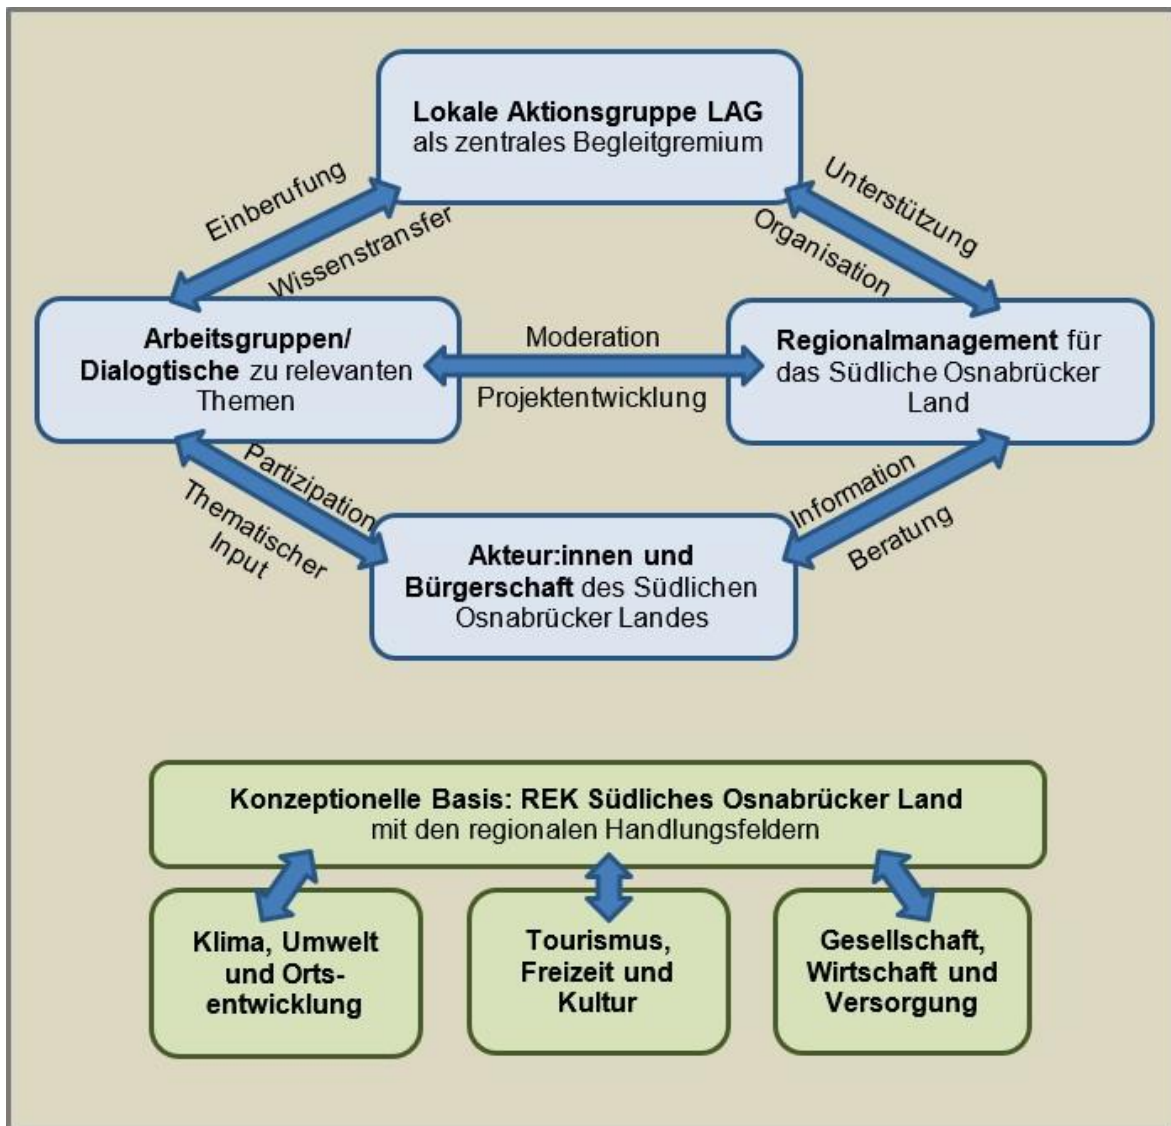 Lokale Aktionsgruppe LAG
als zentrales Begleitgremium
Einberufung
Wissenstransfer
Unterstützung
Organisation
Arbeitsgruppen/
Dialogtische zu relevanten
Themen
Moderation
Projektentwicklung
Regionalmanagement für
das Südliche Osnabrücker
Land
Partizipation
Thematischer
Input
Information
Beratung
Akteur:innen und
Bürgerschaft des Südlichen
Osnabrücker Landes
Konzeptionelle Basis: REK Südliches Osnabrücker Land
mit den regionalen Handlungsfeldern
Klima, Umwelt
und Orts-
entwicklung
Tourismus,
Freizeit und
Kultur
Gesellschaft,
Wirtschaft und
Versorgung